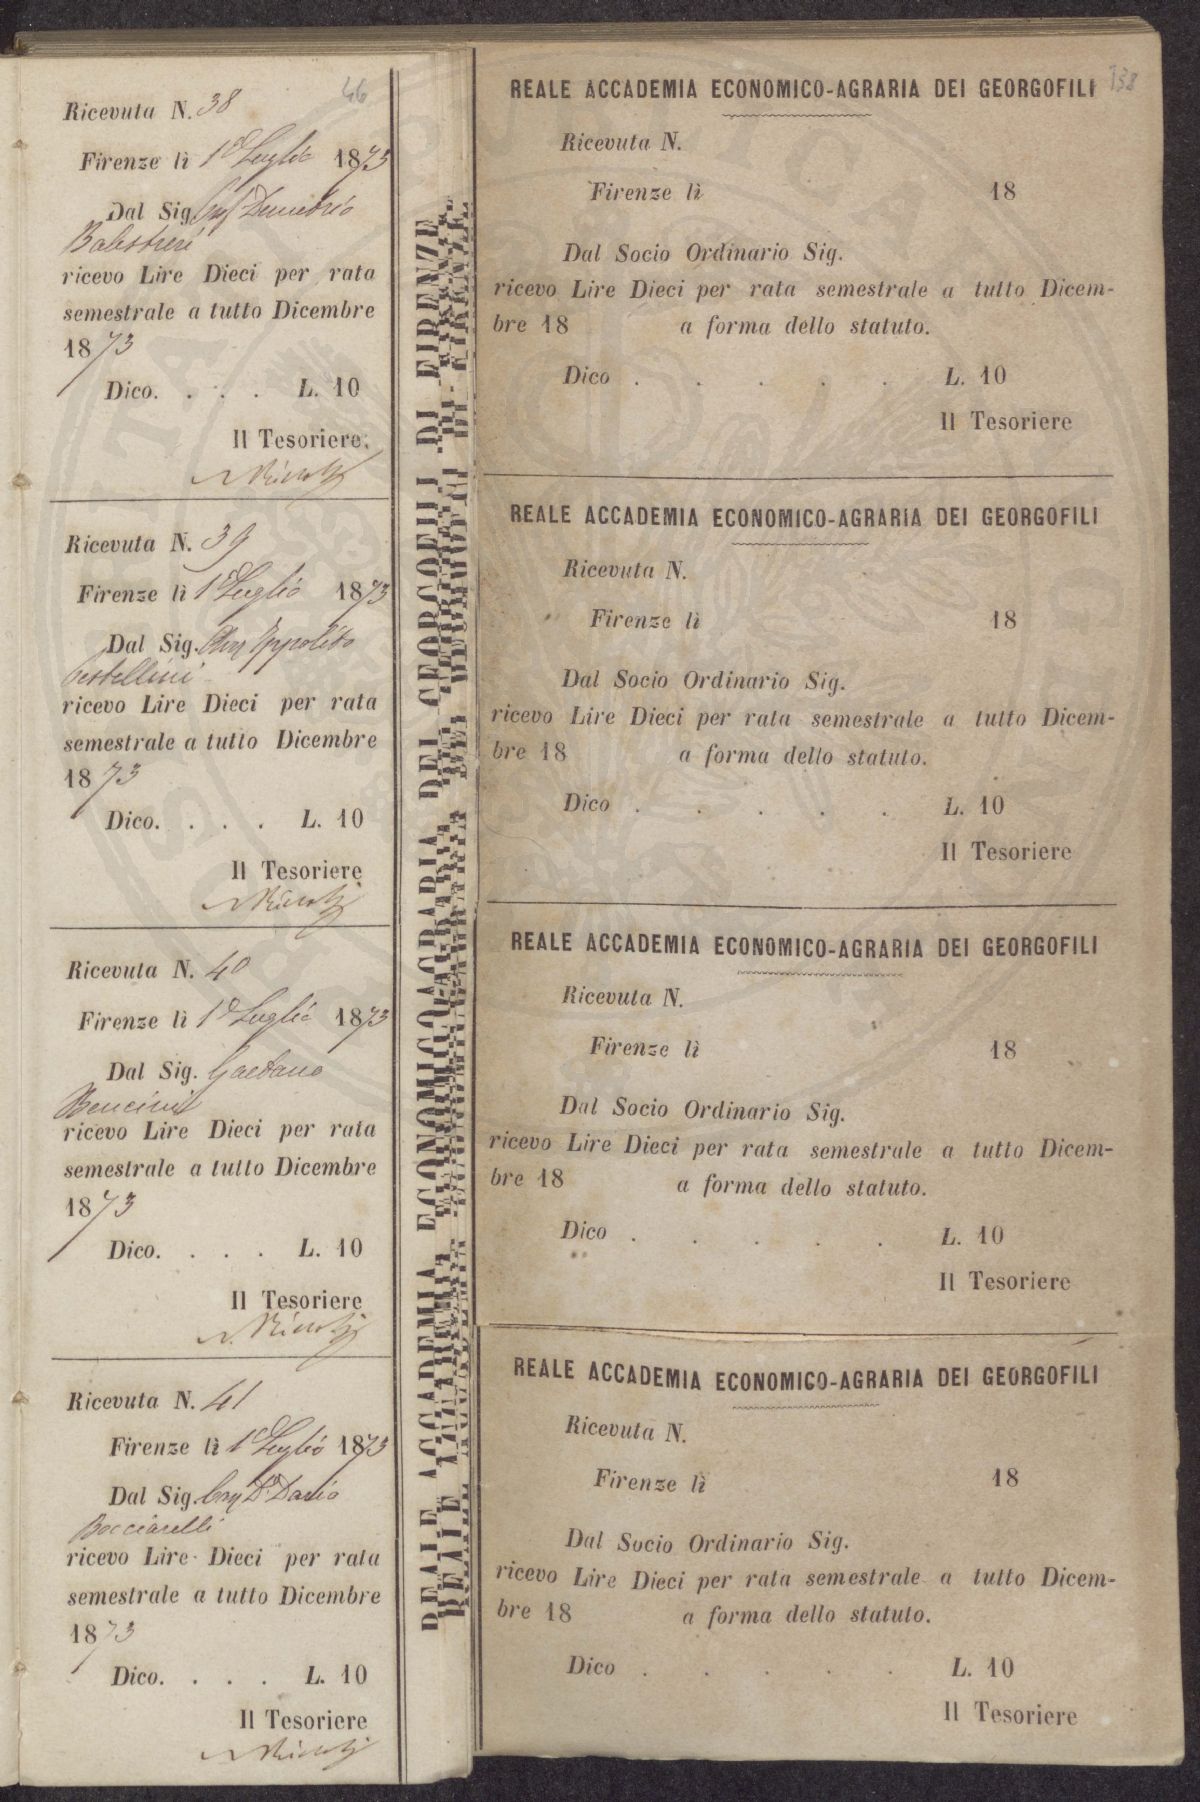 46
Ricevuta N. 38
Firenze lì 1° Luglio 1873
Dal Sig. Demetrio
Balestreri
ricevo Lire Dieci per rata
semestrale a tutto Dicembre
1873
Dico. . . . L. 10
Il Tesoriere
Ricevuta N. 39
Firenze lì 1° Luglio 1873
Dal Sig. Ippolito
Cestellini
ricevo Lire Dieci per rata
semestrale a tutto Dicembre
1873
Dico. . . . L. 10
Il Tesoriere
Ricevuta N. 40
Firenze lì 1° Luglio 1873
Dal Sig. Gaetano
Bencini
ricevo Lire Dieci per rata
semestrale a tutto Dicembre
1873
Dico. . . . L. 10
Il Tesoriere
Ricevuta N. 41
Firenze lì 1° Luglio 1873
Dal Sig. Cav Dr Dario
Bocciarelli
ricevo Lire Dieci per rata
semestrale a tutto Dicembre
1873
Dico. . . . L. 10
Il Tesoriere
REALE ACCADEMIA ECONOMICO-AGRARIA DEI GEORGOFILI DI FIRENZE
138
REALE ACCADEMIA ECONOMICO-AGRARIA DEI GEORGOFILI
Ricevuta N.
Firenze lì 18
Dal Socio Ordinario Sig.
ricevo Lire Dieci per rata semestrale a tutto Dicem-
bre 18 a forma dello statuto.
Dico . . . . . L. 10
Il Tesoriere
REALE ACCADEMIA ECONOMICO-AGRARIA DEI GEORGOFILI
Ricevuta N.
Firenze lì 18
Dal Socio Ordinario Sig.
ricevo Lire Dieci per rata semestrale a tutto Dicem-
bre 18 a forma dello statuto.
Dico . . . . . L. 10
Il Tesoriere
REALE ACCADEMIA ECONOMICO-AGRARIA DEI GEORGOFILI
Ricevuta N.
Firenze lì 18
Dal Socio Ordinario Sig.
ricevo Lire Dieci per rata semestrale a tutto Dicem-
bre 18 a forma dello statuto.
Dico . . . . . L. 10
Il Tesoriere
REALE ACCADEMIA ECONOMICO-AGRARIA DEI GEORGOFILI
Ricevuta N.
Firenze lì 18
Dal Socio Ordinario Sig.
ricevo Lire Dieci per rata semestrale a tutto Dicem-
bre 18 a forma dello statuto.
Dico . . . . . L. 10
Il Tesoriere